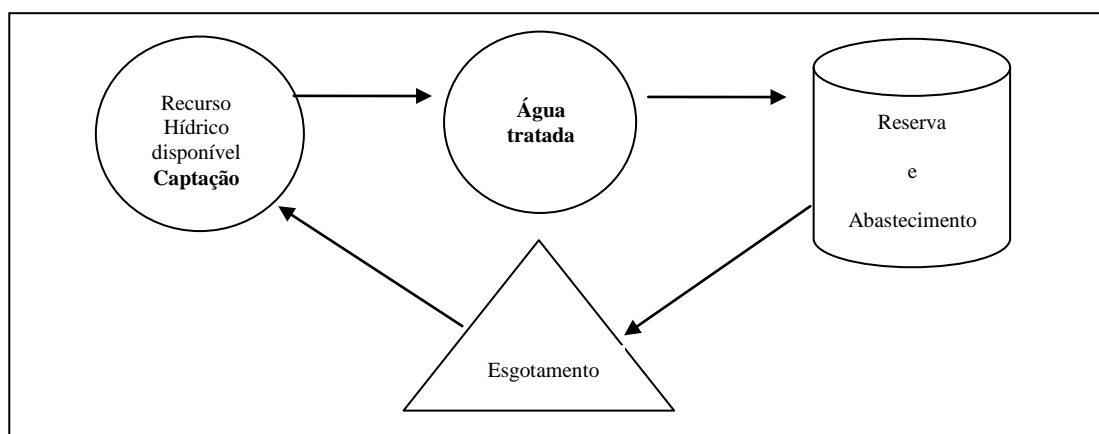 Recurso
Hídrico
disponível
Captação
Água
tratada
Reserva
e
Abastecimento
Esgotamento